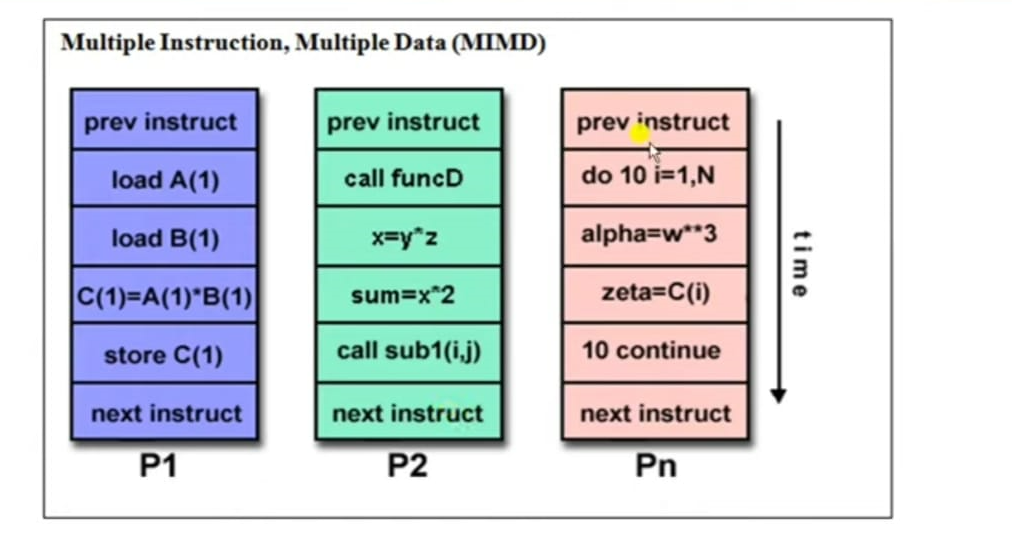 Multiple Instruction, Multiple Data (MIMD)
prev instruct
load A(1)
load B(1)
C(1)=A(1)*B(1)
store C(1)
next instruct
P1
prev instruct
call funcD
x=y*z
sum=x^2
call sub1(i,j)
next instruct
P2
prev instruct
do 10 i=1,N
alpha=w**3
zeta=C(i)
10 continue
next instruct
Pn
time